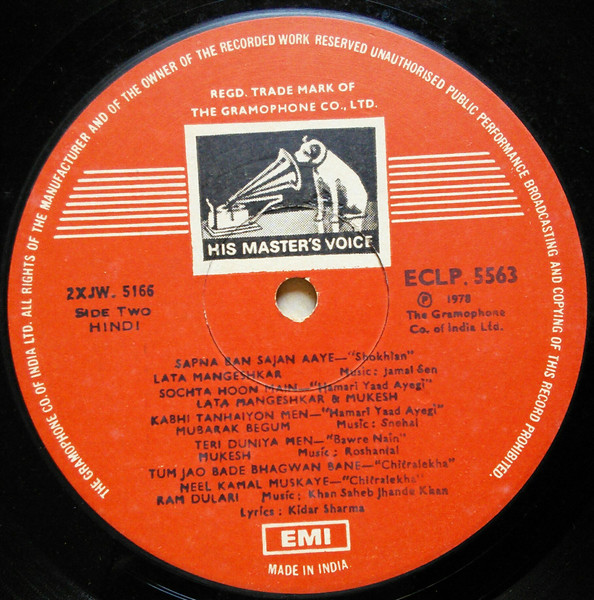 THE GRAMOPHONE CO. OF INDIA LTD. ALL RIGHTS OF THE MANUFACTURER AND OF THE OWNER OF THE RECORDED WORK RESERVED UNAUTHORISED PUBLIC PERFORMANCE BROADCASTING AND COPYING OF THIS RECORD PROHIBITED.
REGD. TRADE MARK OF
THE GRAMOPHONE CO., LTD.
HIS MASTER'S VOICE
2XJW. 5166
SIDE TWO
HINDI
ECLP. 5563
Ⓟ 1978
The Gramophone
Co. of India Ltd.
SAPNA BAN SAJAN AAYE—"Shokhian"
LATA MANGESHKAR Music: Jamal Sen
SOCHTA HOON MAIN—"Hamari Yaad Ayegi"
LATA MANGESHKAR & MUKESH
KABHI TANHAIYON MEN—"Hamari Yaad Ayegi"
MUBARAK BEGUM Music: Snehal
TERI DUNIYA MEN—"Bawre Nain"
MUKESH Music: Roshanlal
TUM JAO BADE BHAGWAN BANE—"Chitralekha"
NEEL KAMAL MUSKAYE—"Chitralekha"
RAM DULARI Music: Khan Saheb Jhande Khan
Lyrics: Kidar Sharma
EMI
MADE IN INDIA